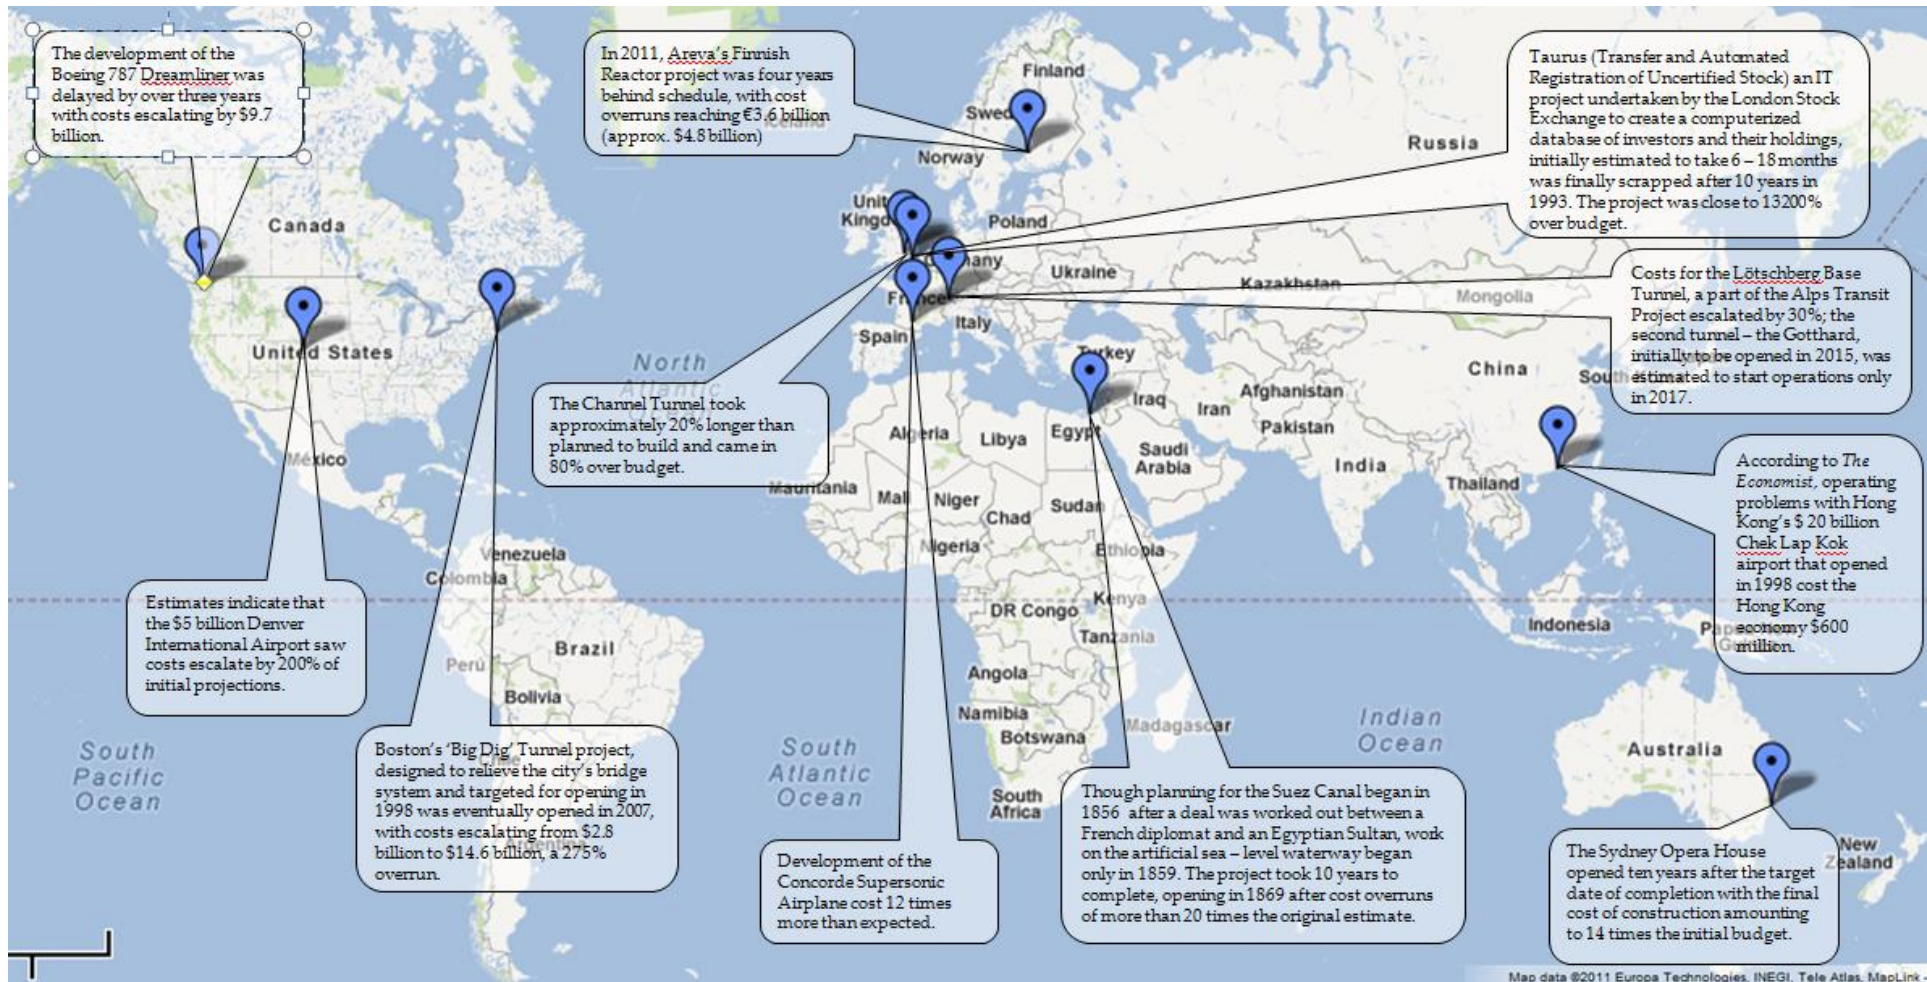 The development of the
Boeing 787 Dreamliner was
delayed by over three years
with costs escalating by $9.7
billion.
In 2011, Areva's Finnish
Reactor project was four years
behind schedule, with cost
overruns reaching €3.6 billion
(approx. $4.8 billion)
Taurus (Transfer and Automated
Registration of Uncertified Stock) an IT
project undertaken by the London Stock
Exchange to create a computerized
database of investors and their holdings,
initially estimated to take 6 – 18 months
was finally scrapped after 10 years in
1993. The project was close to 13200%
over budget.
Costs for the Lötschberg Base
Tunnel, a part of the Alps Transit
Project escalated by 30%; the
second tunnel – the Gotthard,
initially to be opened in 2015, was
estimated to start operations only
in 2017.
The Channel Tunnel took
approximately 20% longer than
planned to build and came in
80% over budget.
According to The
Economist, operating
problems with Hong
Kong's $ 20 billion
Chek Lap Kok
airport that opened
in 1998 cost the
Hong Kong
economy $600
million.
Estimates indicate that
the $5 billion Denver
International Airport saw
costs escalate by 200% of
initial projections.
Boston's 'Big Dig' Tunnel project,
designed to relieve the city's bridge
system and targeted for opening in
1998 was eventually opened in 2007,
with costs escalating from $2.8
billion to $14.6 billion, a 275%
overrun.
Development of the
Concorde Supersonic
Airplane cost 12 times
more than expected.
Though planning for the Suez Canal began in
1856 after a deal was worked out between a
French diplomat and an Egyptian Sultan, work
on the artificial sea – level waterway began
only in 1859. The project took 10 years to
complete, opening in 1869 after cost overruns
of more than 20 times the original estimate.
The Sydney Opera House
opened ten years after the target
date of completion with the final
cost of construction amounting
to 14 times the initial budget.
Canada
United States
México
Venezuela
Colombia
Perú
Brazil
Bolivia
Chile
Argentina
South
Pacific
Ocean
North
Atlantic
Ocean
South
Atlantic
Ocean
Iceland
Finland
Norway
Russia
Poland
Ukraine
Kazakhstan
Mongolia
Spain
Italy
Turkey
Iraq
Iran
Afghanistan
Pakistan
China
India
Thailand
Saudi
Arabia
Algeria
Libya
Egypt
Mauritania
Mali
Niger
Chad
Sudan
Nigeria
Ethiopia
Kenya
DR Congo
Tanzania
Angola
Namibia
Botswana
Madagascar
South
Africa
Indian
Ocean
Indonesia
Australia
New
Zealand
Map data ©2011 Europa Technologies, INEGI, Tele Atlas, MapLink -